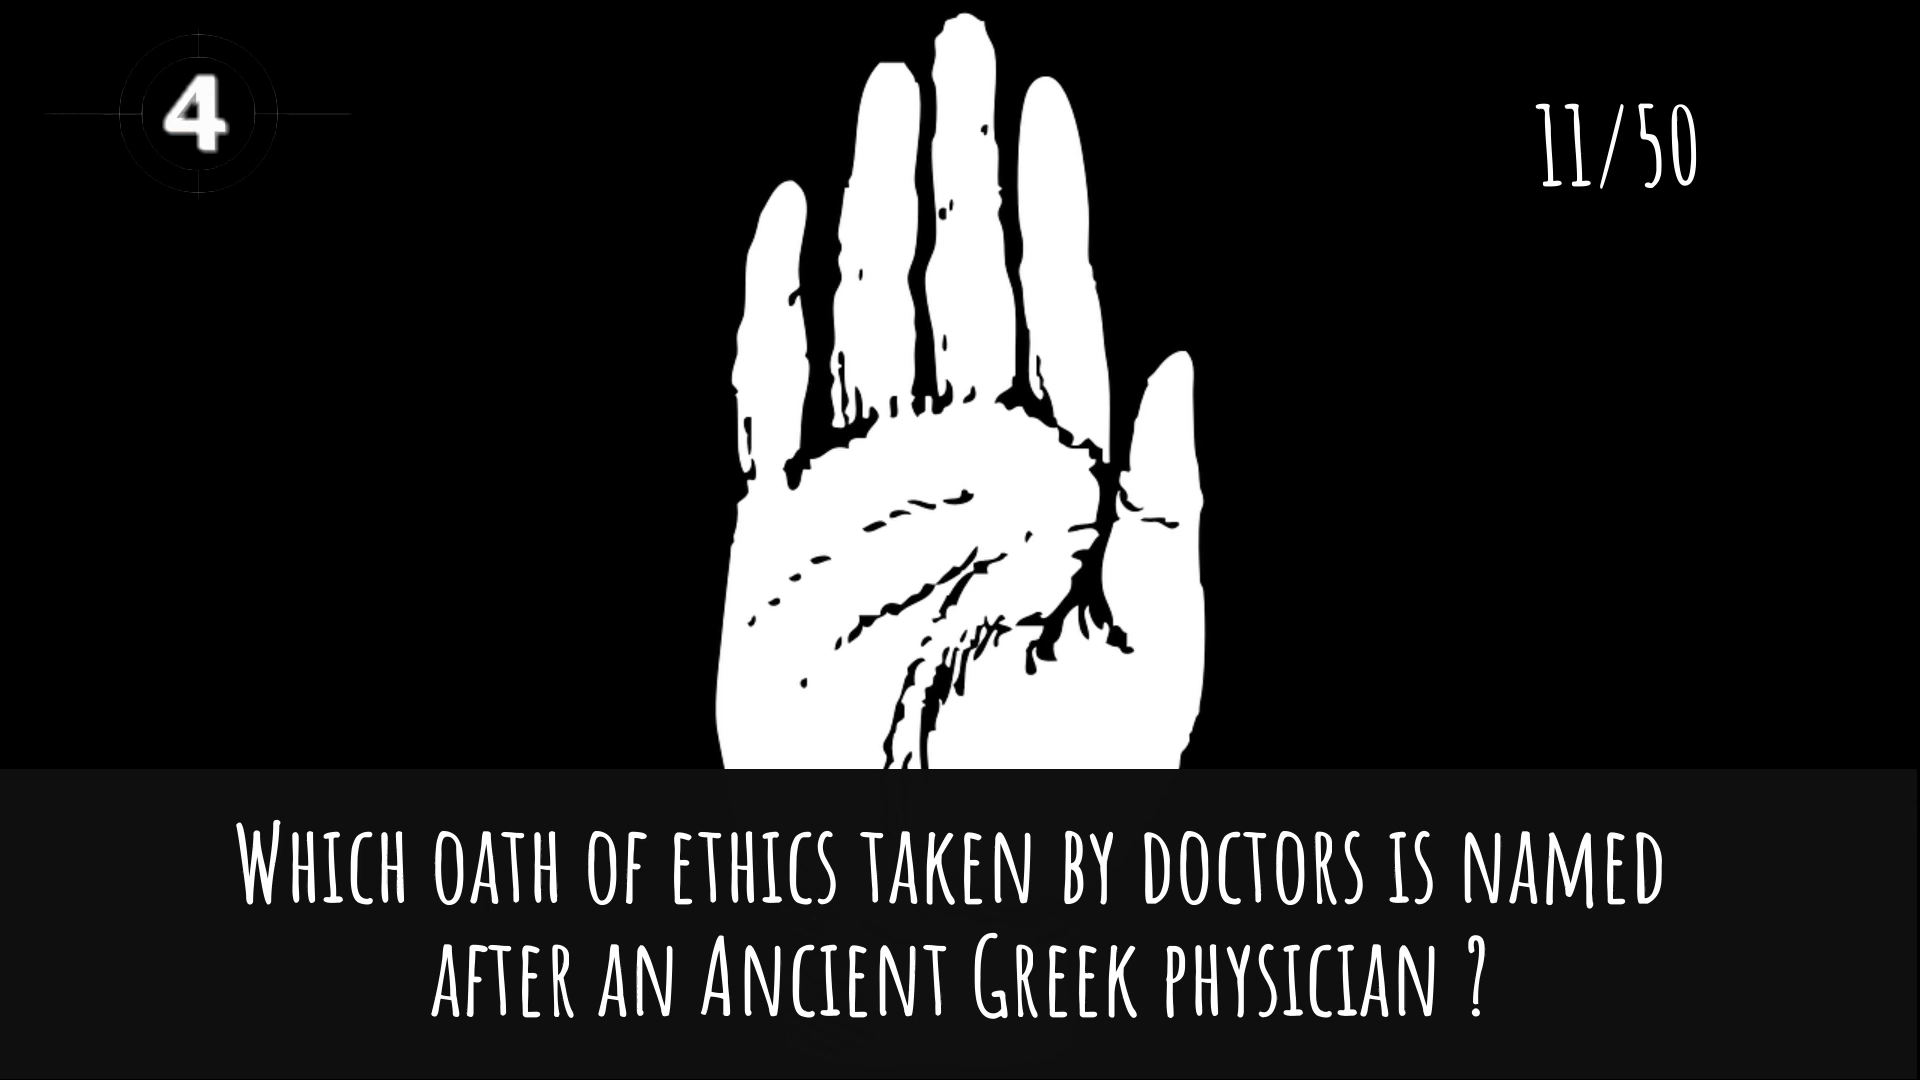 4
11/50
Which oath of ethics taken by doctors is named
after an Ancient Greek physician ?